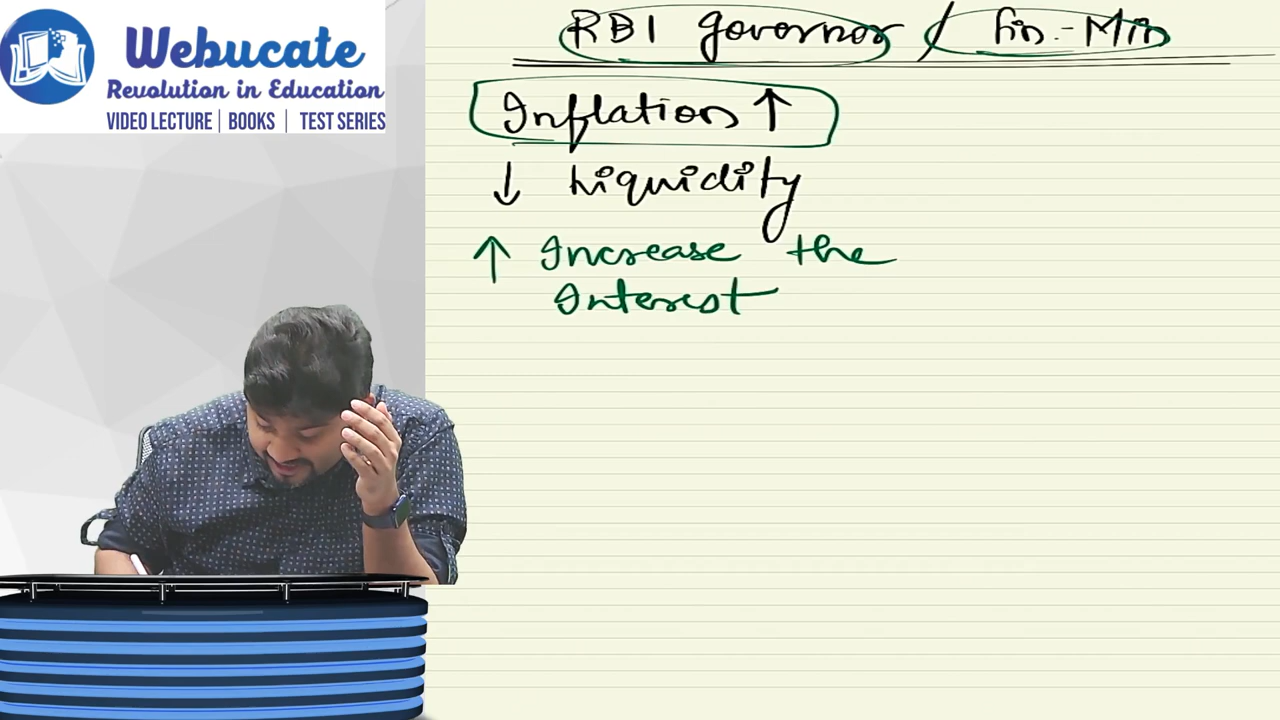 Webucate
Revolution in Education
VIDEO LECTURE | BOOKS | TEST SERIES
RBI governor / Fin.-Min
Inflation ↑
↓ Liquidity
↑ Increase the
Interest